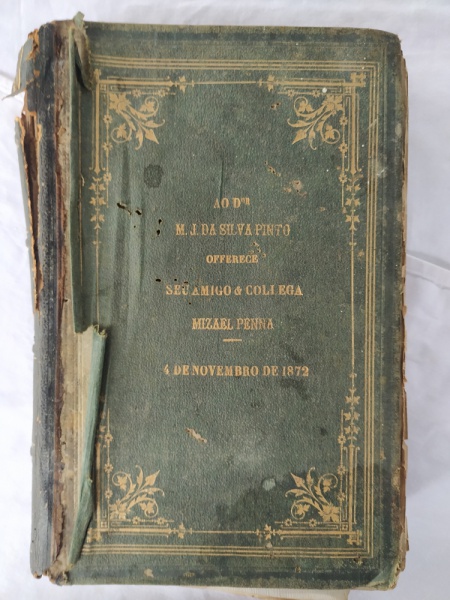 AO Dʳ
M. J. DA SILVA PINTO
OFFERECE
SEU AMIGO & COLLEGA
MIZAEL PENNA
4 DE NOVEMBRO DE 1872